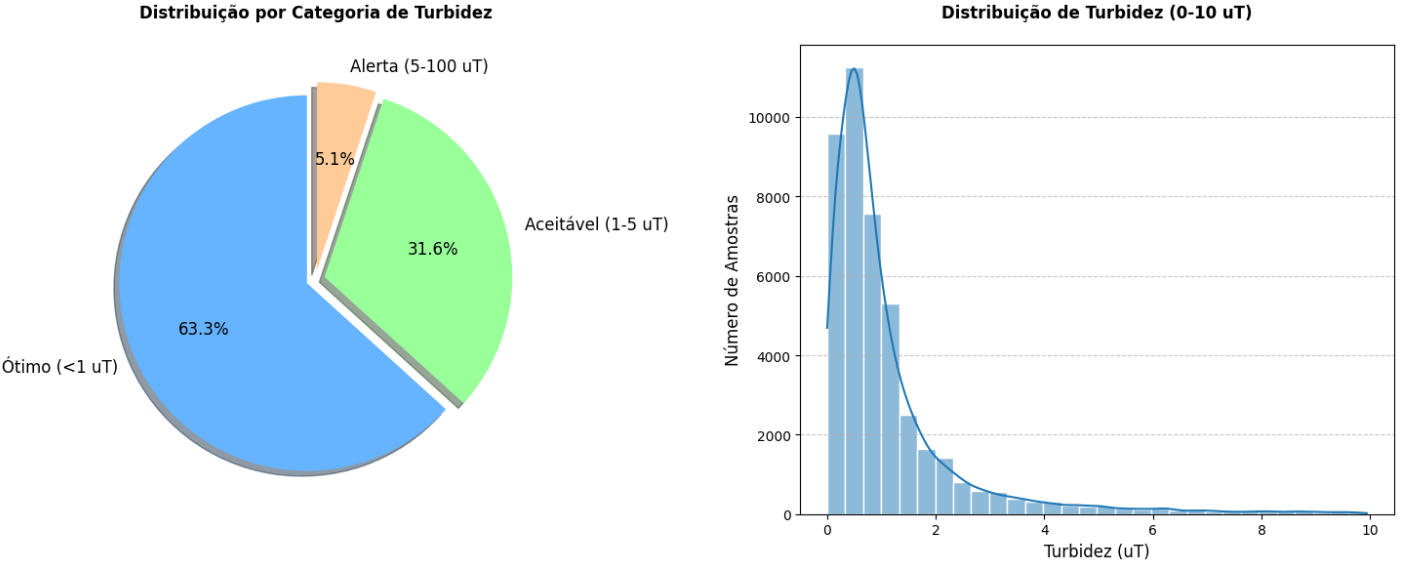 Distribuição por Categoria de Turbidez
Alerta (5-100 uT)
5.1%
Aceitável (1-5 uT)
31.6%
63.3%
Ótimo (<1 uT)
Distribuição de Turbidez (0-10 uT)
Número de Amostras
10000
8000
6000
4000
2000
0
0 2 4 6 8 10
Turbidez (uT)